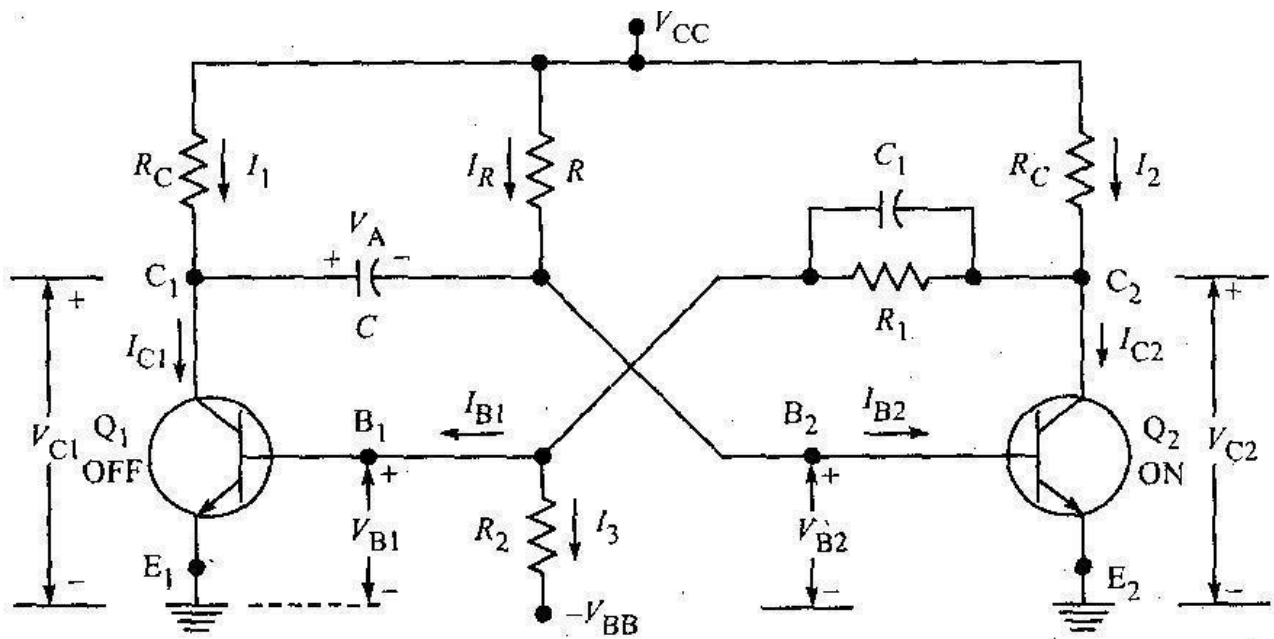 V_CC
R_C I_1 I_R R C_1 R_C I_2
V_A
+ −
C_1 C R_1 C_2
+ +
I_C1 I_C2
I_B1 B_2 I_B2
Q_1 B_1 Q_2
V_C1 OFF + + ON V_C2
V_B1 R_2 I_3 V_B2
E_1 E_2
− − − −
−V_BB